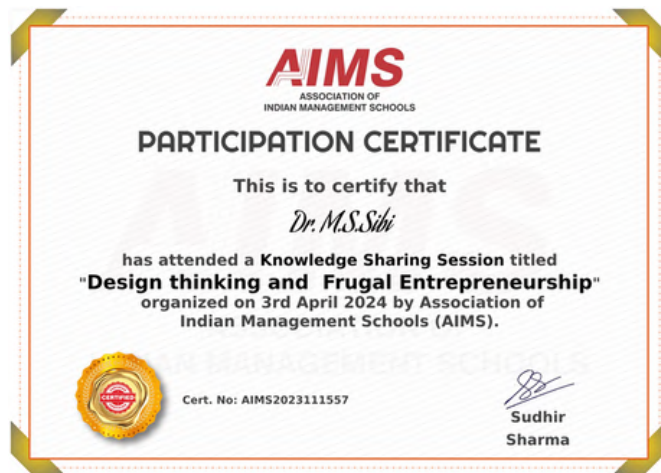 AIMS
ASSOCIATION OF
INDIAN MANAGEMENT SCHOOLS
PARTICIPATION CERTIFICATE
This is to certify that
Dr. M.S.Sibi
has attended a Knowledge Sharing Session titled
"Design thinking and Frugal Entrepreneurship"
organized on 3rd April 2024 by Association of
Indian Management Schools (AIMS).
CERTIFIED
Cert. No: AIMS2023111557
Sudhir
Sharma